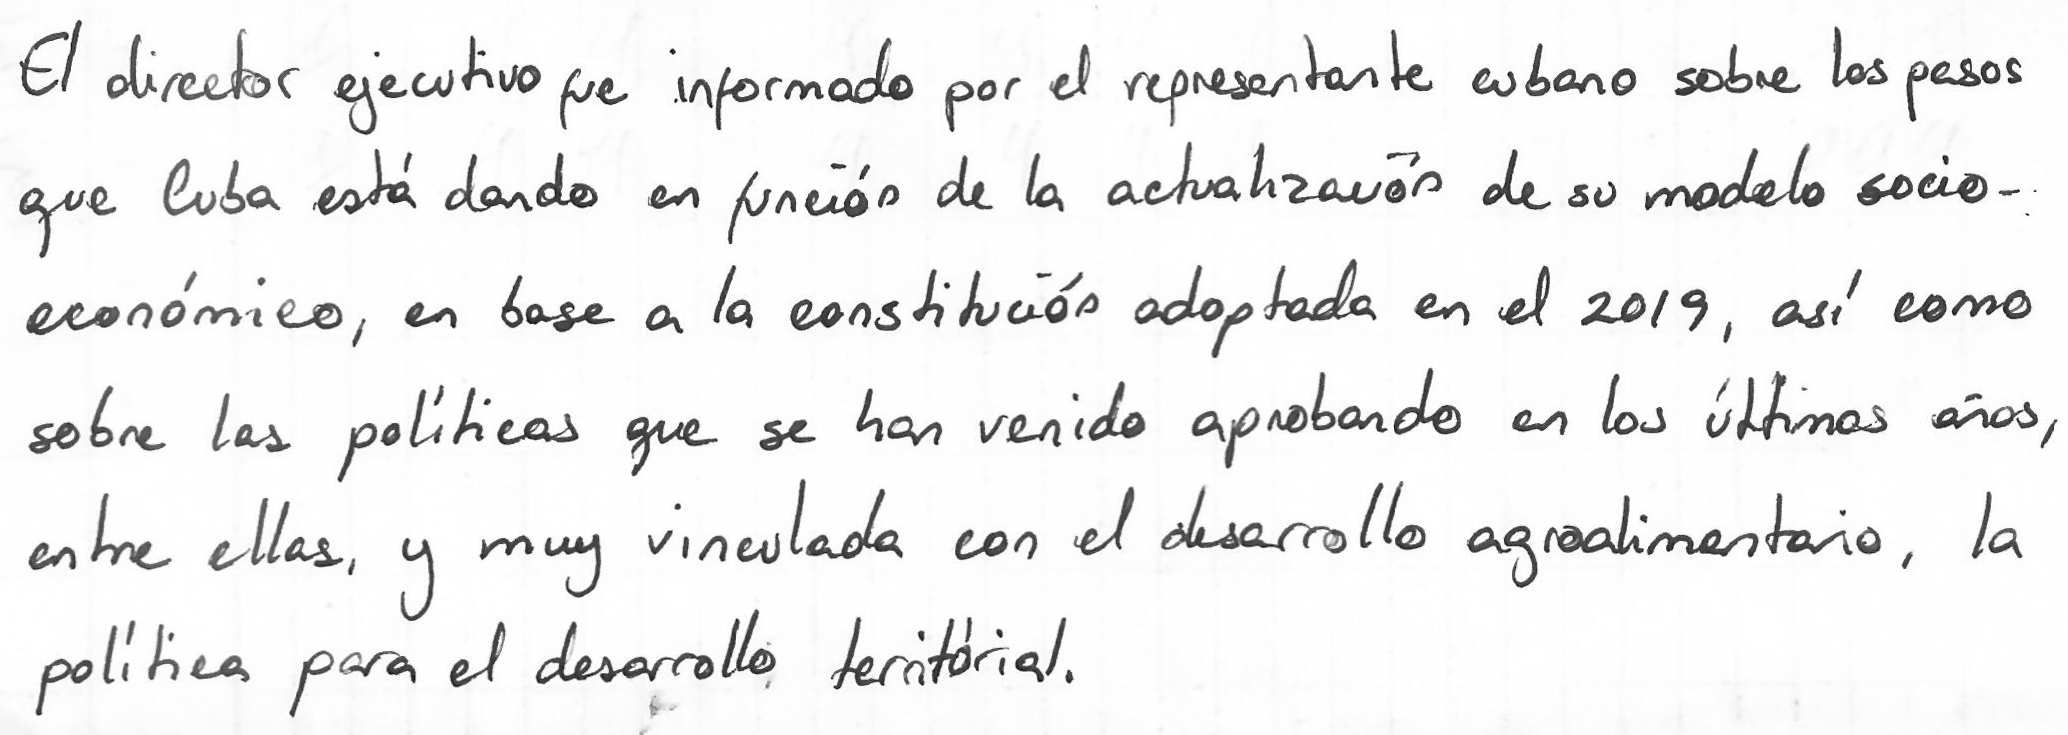 El director ejecutivo fue informado por el representante cubano sobre los pasos
que Cuba está dando en función de la actualización de su modelo socio-
económico, en base a la constitución adoptada en el 2019, así como
sobre las políticas que se han venido aprobando en los últimos años,
entre ellas, y muy vinculada con el desarrollo agroalimentario, la
política para el desarrollo territórial.